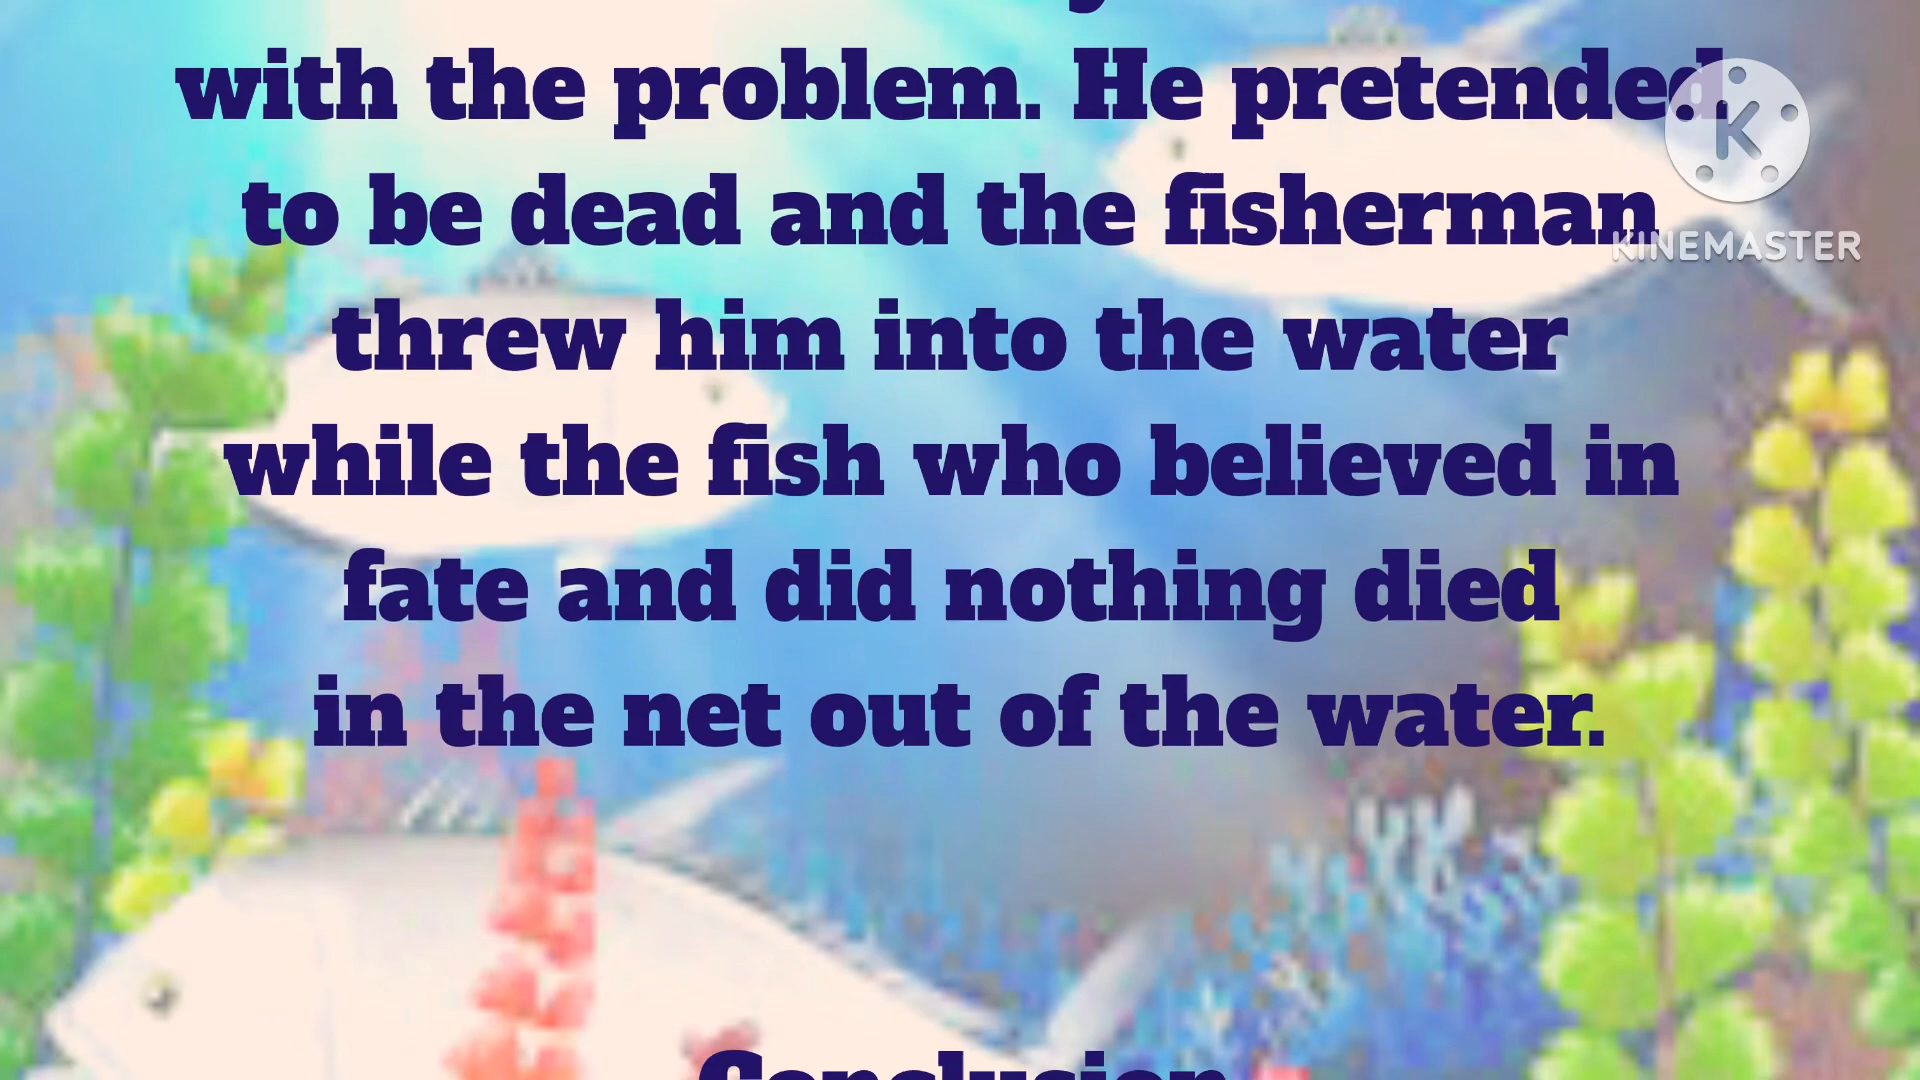 with the problem. He pretended
to be dead and the fisherman
threw him into the water
while the fish who believed in
fate and did nothing died
in the net out of the water.
Conclusion
K
KINEMASTER